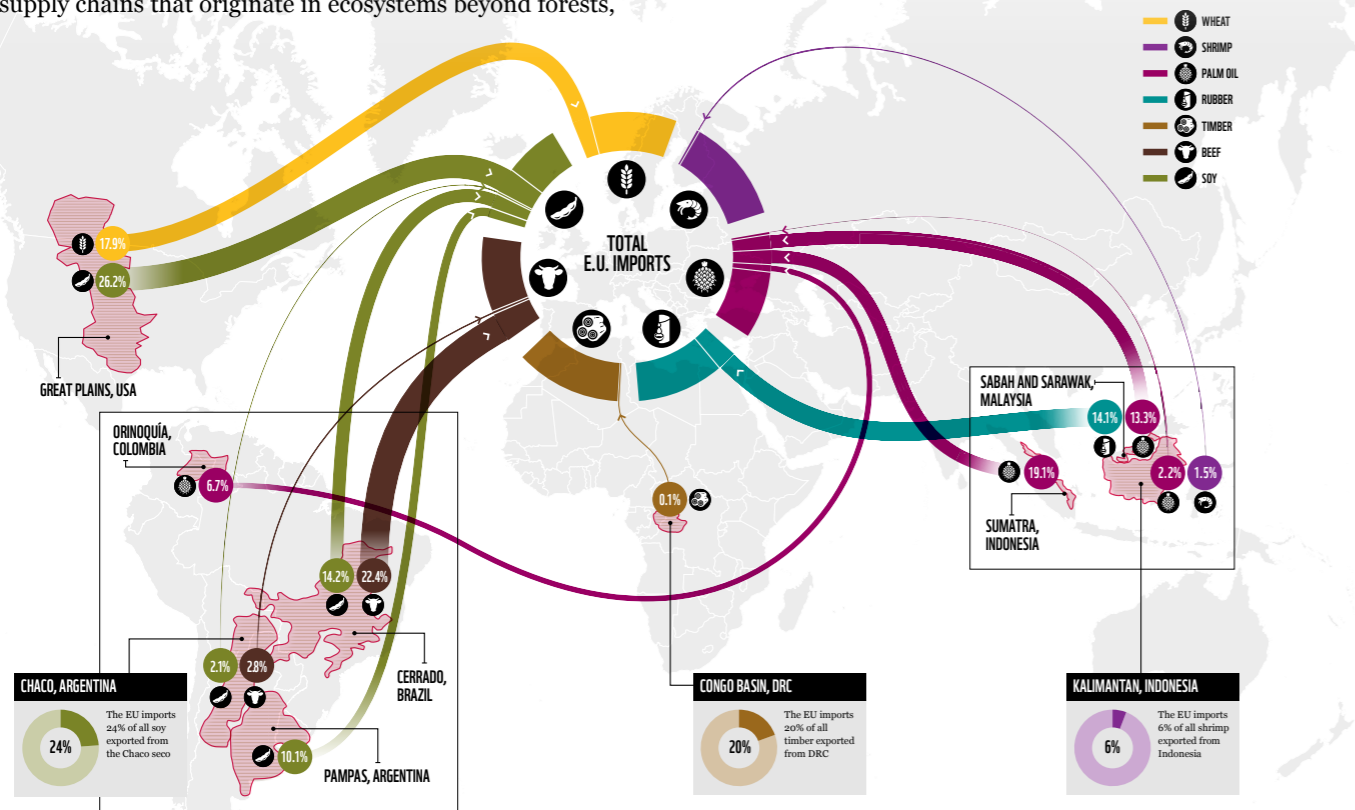 supply chains that originate in ecosystems beyond forests,
WHEAT
SHRIMP
PALM OIL
RUBBER
TIMBER
BEEF
SOY
TOTAL
E.U. IMPORTS
17.9%
26.2%
GREAT PLAINS, USA
ORINOQUÍA,
COLOMBIA
6.7%
14.2%
22.4%
2.1%
2.8%
10.1%
CERRADO,
BRAZIL
PAMPAS, ARGENTINA
CHACO, ARGENTINA
24%
The EU imports
24% of all soy
exported from
the Chaco seco
0.1%
CONGO BASIN, DRC
20%
The EU imports
20% of all
timber exported
from DRC
SABAH AND SARAWAK,
MALAYSIA
14.1%
13.3%
19.1%
2.2%
1.5%
SUMATRA,
INDONESIA
KALIMANTAN, INDONESIA
6%
The EU imports
6% of all shrimp
exported from
Indonesia